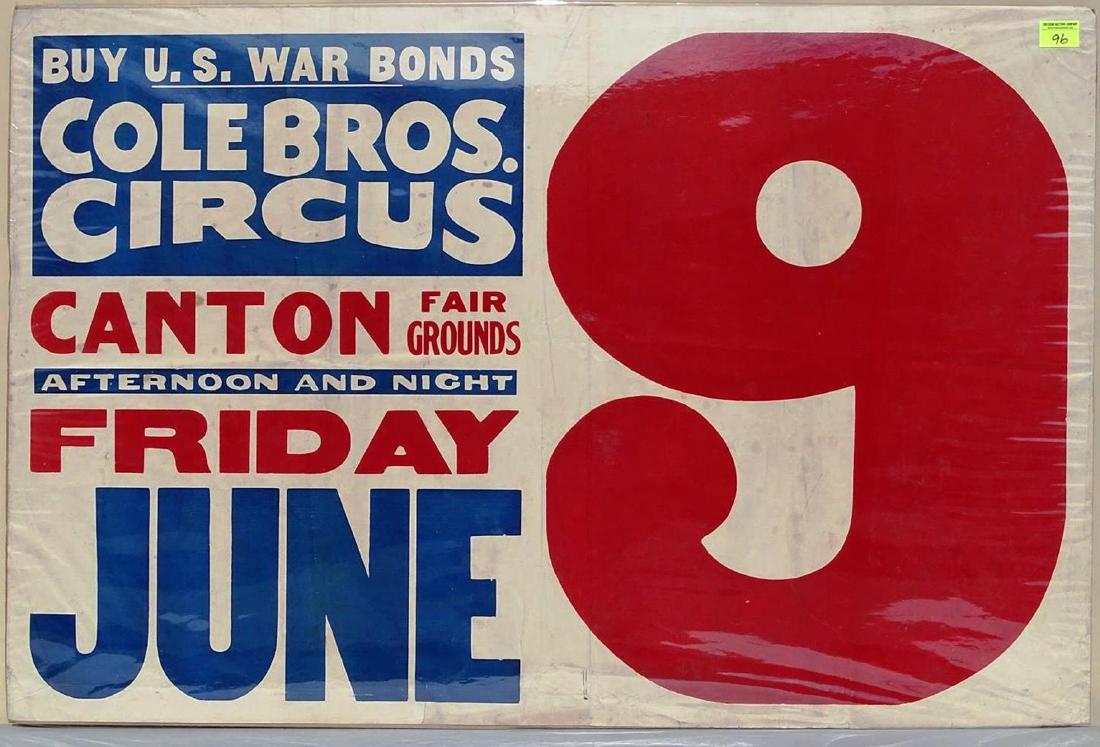 BUY U.S. WAR BONDS
COLE BROS.
CIRCUS
CANTON FAIR
GROUNDS
AFTERNOON AND NIGHT
FRIDAY
JUNE
9
96